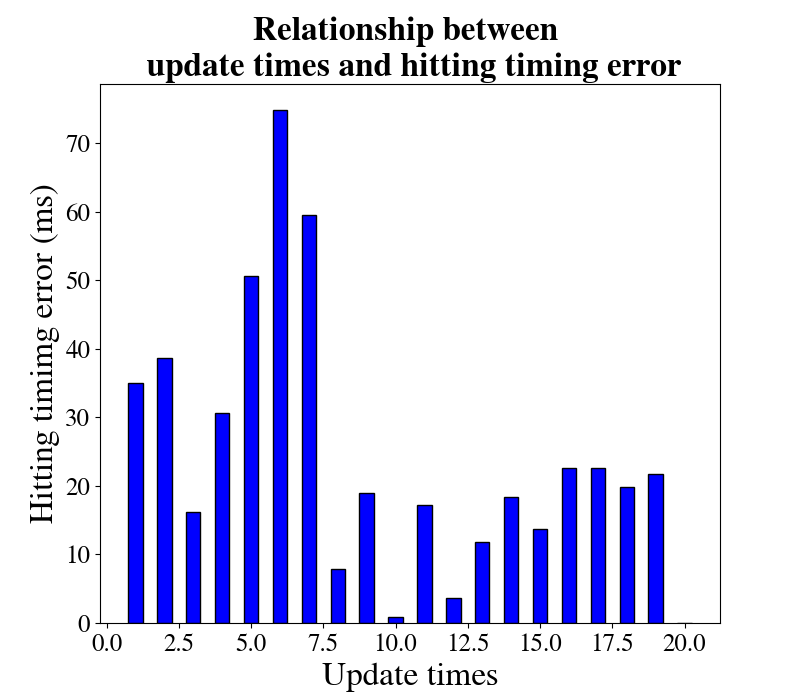 Relationship between
update times and hitting timing error
Hitting timimg error (ms)
70
60
50
40
30
20
10
0
0.0 2.5 5.0 7.5 10.0 12.5 15.0 17.5 20.0
Update times